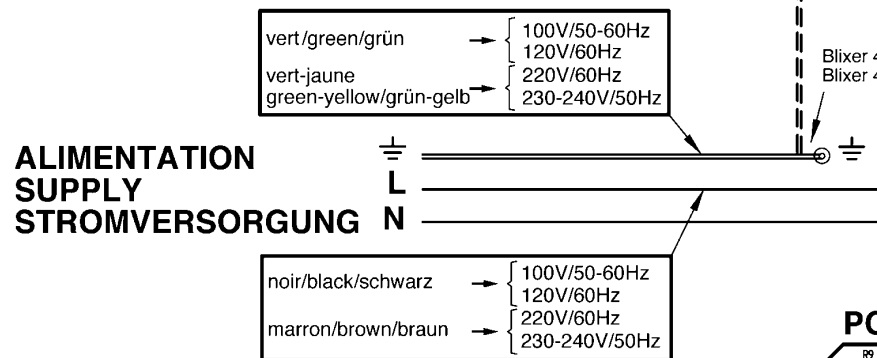 vert/green/grün
100V/50-60Hz
120V/60Hz
vert-jaune
green-yellow/grün-gelb
220V/60Hz
230-240V/50Hz
Blixer 4
Blixer 4
ALIMENTATION
SUPPLY
STROMVERSORGUNG
L
N
noir/black/schwarz
100V/50-60Hz
120V/60Hz
marron/brown/braun
220V/60Hz
230-240V/50Hz